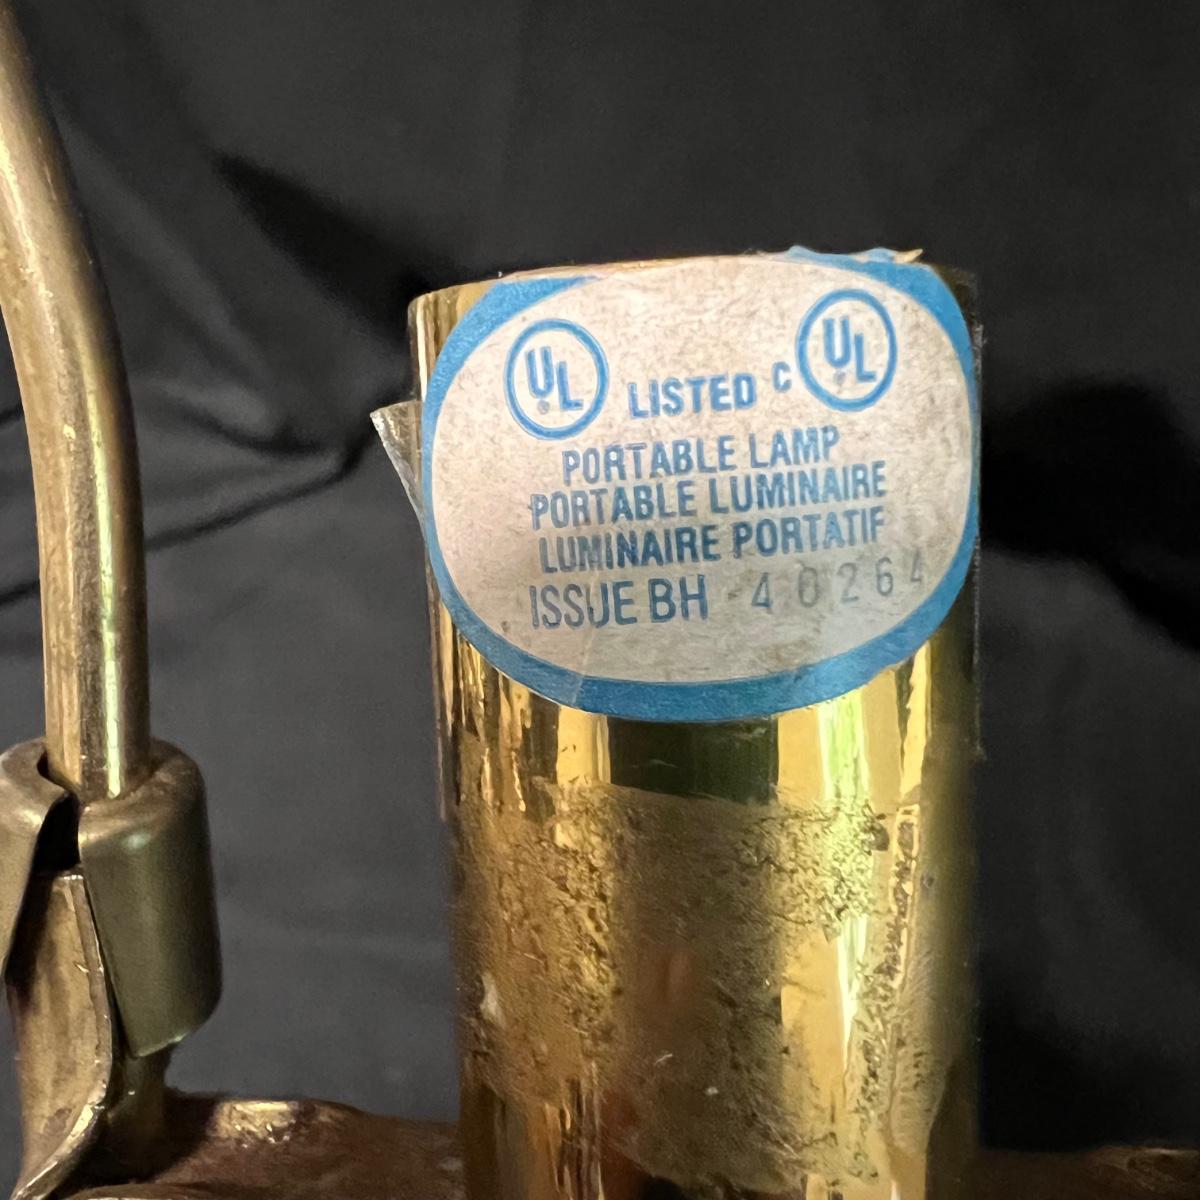 UL LISTED C UL
PORTABLE LAMP
PORTABLE LUMINAIRE
LUMINAIRE PORTATIF
ISSUE BH 40264